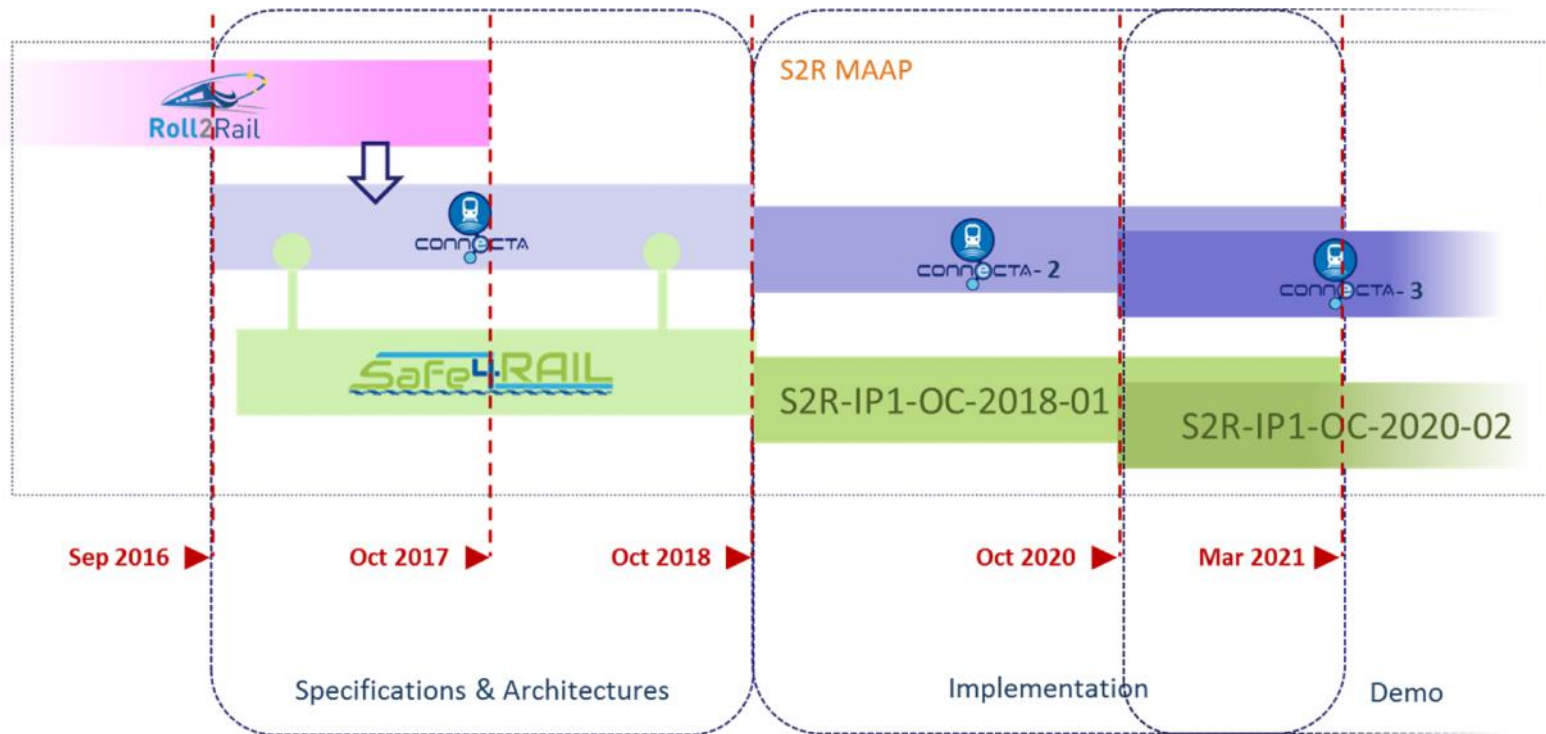 S2R MAAP
Roll2Rail
CONNECTA
CONNECTA - 2
CONNECTA - 3
Safe4RAIL
S2R-IP1-OC-2018-01
S2R-IP1-OC-2020-02
Sep 2016
Oct 2017
Oct 2018
Oct 2020
Mar 2021
Specifications & Architectures
Implementation
Demo